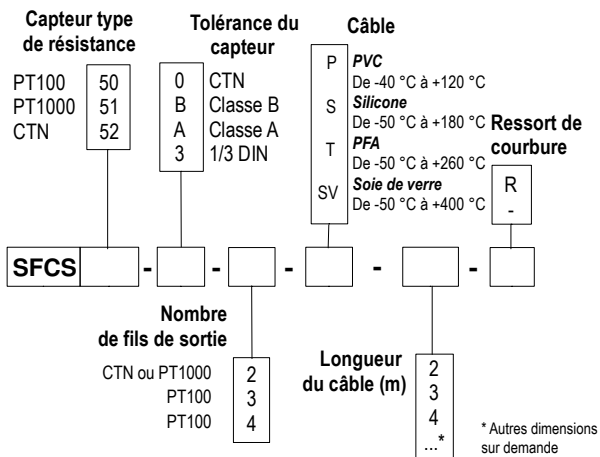 Capteur type
de résistance
PT100 50
PT1000 51
CTN 52
Tolérance du
capteur
0 CTN
B Classe B
A Classe A
3 1/3 DIN
Câble
P PVC
De -40 °C à +120 °C
S Silicone
De -50 °C à +180 °C
T PFA
De -50 °C à +260 °C
SV Soie de verre
De -50 °C à +400 °C
Ressort de
courbure
R
-
SFCS - - - - -
Nombre
de fils de sortie
CTN ou PT1000 2
PT100 3
PT100 4
Longueur
du câble (m)
2
3
4
...*
* Autres dimensions
sur demande